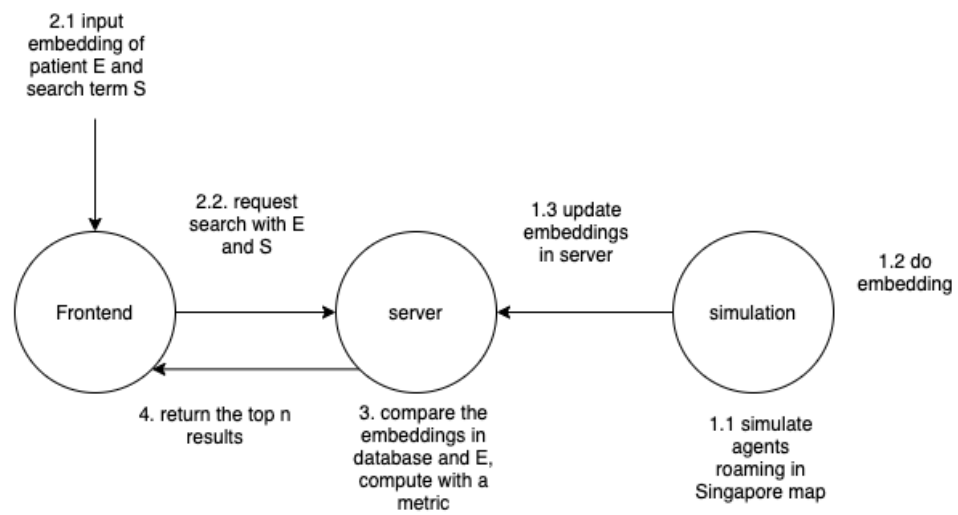 2.1 input
embedding of
patient E and
search term S
2.2. request
search with E
and S
1.3 update
embeddings
in server
1.2 do
embedding
Frontend
server
simulation
4. return the top n
results
3. compare the
embeddings in
database and E,
compute with a
metric
1.1 simulate
agents
roaming in
Singapore map